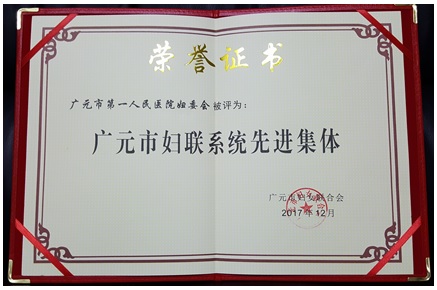 荣誉证书
广元市第一人民医院妇委会被评为：
广元市妇联系统先进集体
广元市妇女联合会
2017年12月